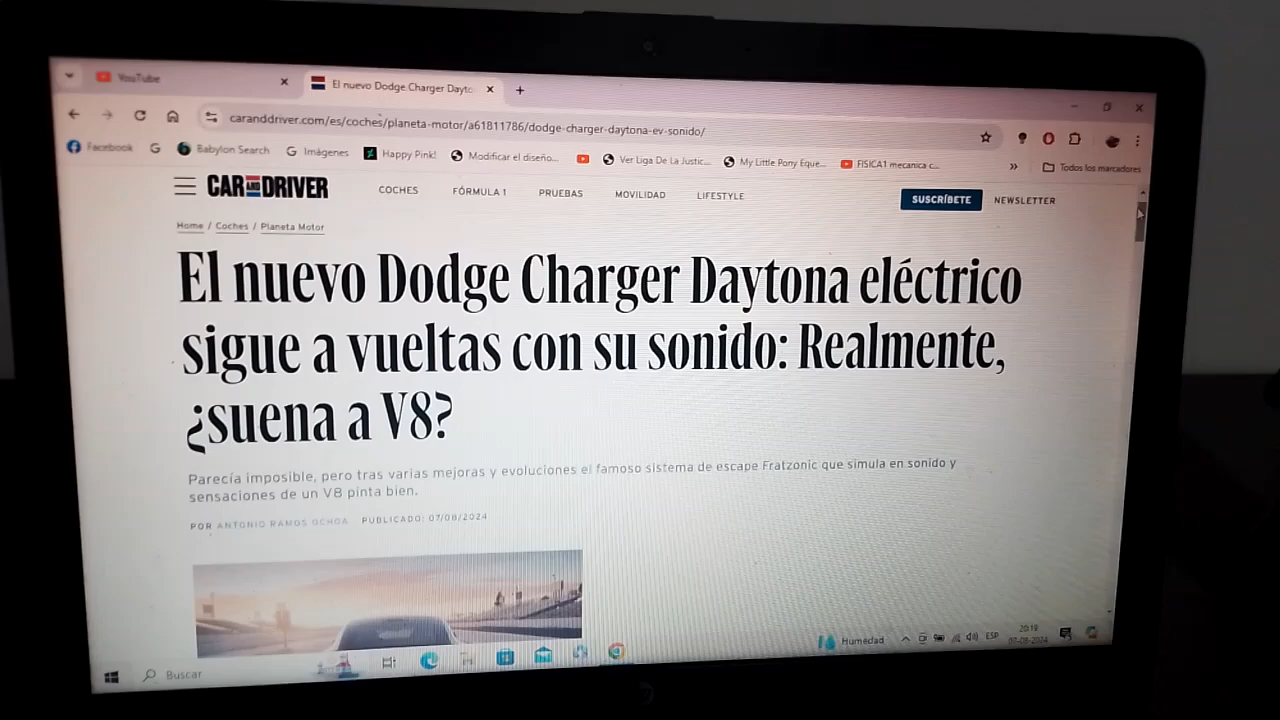 YouTube
El nuevo Dodge Charger Dayto
caranddriver.com/es/coches/planeta-motor/a61811786/dodge-charger-daytona-ev-sonido/
Facebook
Babylon Search
Imágenes
Happy Pink!
Modificar el diseño...
Ver Liga De La Justic...
My Little Pony Eque...
FISICA1 mecanica c...
Todos los marcadores
CAR AND DRIVER
COCHES
FÓRMULA 1
PRUEBAS
MOVILIDAD
LIFESTYLE
SUSCRÍBETE
NEWSLETTER
Home / Coches / Planeta Motor
El nuevo Dodge Charger Daytona eléctrico
sigue a vueltas con su sonido: Realmente,
¿suena a V8?
Parecía imposible, pero tras varias mejoras y evoluciones el famoso sistema de escape Fratzonic que simula en sonido y
sensaciones de un V8 pinta bien.
POR ANTONIO RAMOS OCHOA PUBLICADO: 07/08/2024
Buscar
Humedad
ESP
20:19
07-08-2024